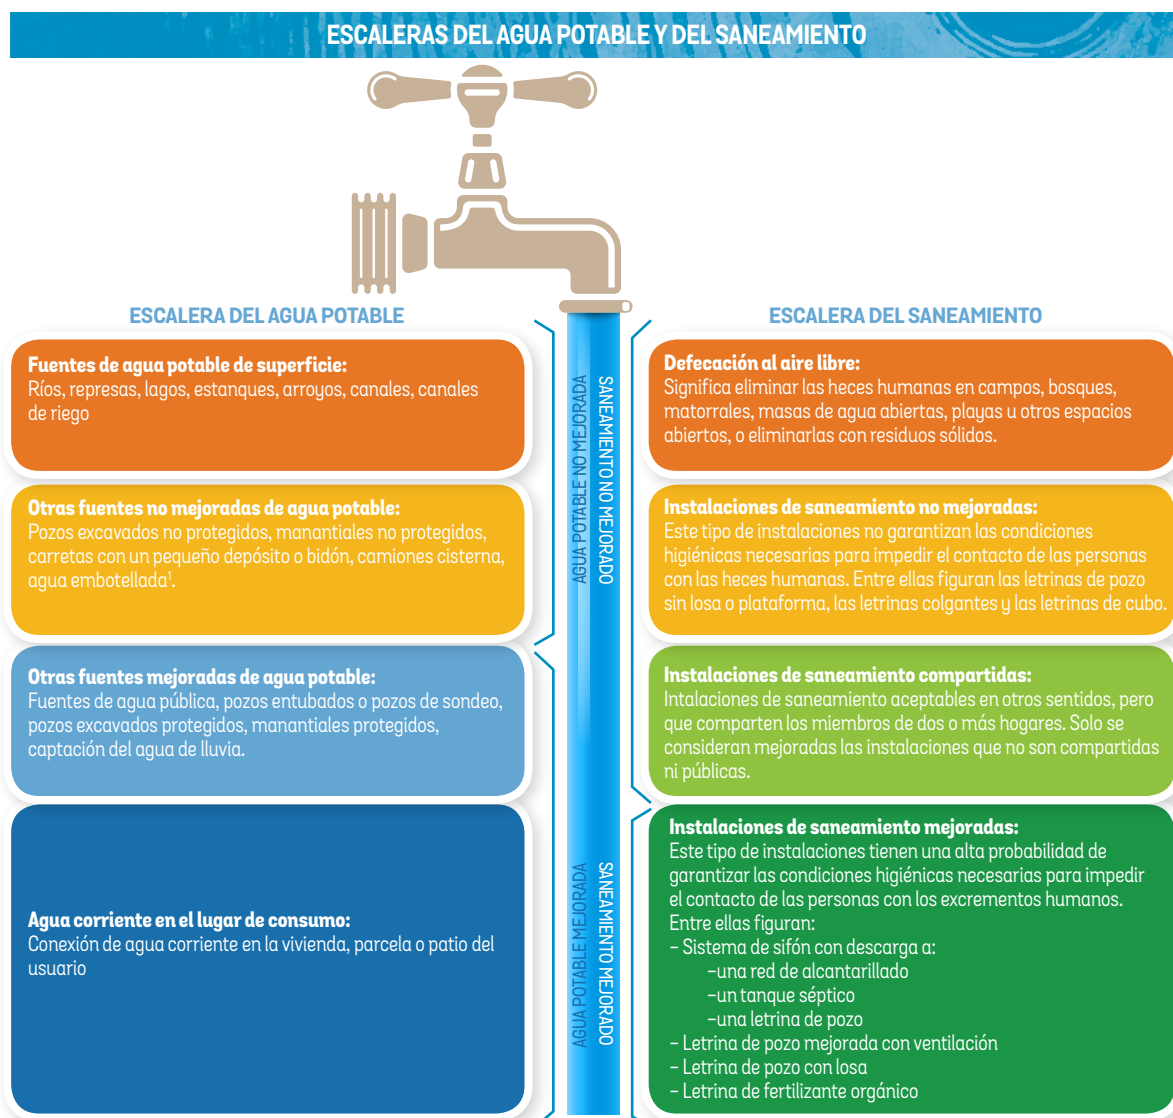 ESCALERAS DEL AGUA POTABLE Y DEL SANEAMIENTO
ESCALERA DEL AGUA POTABLE
Fuentes de agua potable de superficie:
Ríos, represas, lagos, estanques, arroyos, canales, canales
de riego
Otras fuentes no mejoradas de agua potable:
Pozos excavados no protegidos, manantiales no protegidos,
carretas con un pequeño depósito o bidón, camiones cisterna,
agua embotellada¹.
Otras fuentes mejoradas de agua potable:
Fuentes de agua pública, pozos entubados o pozos de sondeo,
pozos excavados protegidos, manantiales protegidos,
captación del agua de lluvia.
Agua corriente en el lugar de consumo:
Conexión de agua corriente en la vivienda, parcela o patio del
usuario
AGUA POTABLE NO MEJORADA
SANEAMIENTO NO MEJORADO
AGUA POTABLE MEJORADA
SANEAMIENTO MEJORADO
ESCALERA DEL SANEAMIENTO
Defecación al aire libre:
Significa eliminar las heces humanas en campos, bosques,
matorrales, masas de agua abiertas, playas u otros espacios
abiertos, o eliminarlas con residuos sólidos.
Instalaciones de saneamiento no mejoradas:
Este tipo de instalaciones no garantizan las condiciones
higiénicas necesarias para impedir el contacto de las personas
con las heces humanas. Entre ellas figuran las letrinas de pozo
sin losa o plataforma, las letrinas colgantes y las letrinas de cubo.
Instalaciones de saneamiento compartidas:
Intalaciones de saneamiento aceptables en otros sentidos, pero
que comparten los miembros de dos o más hogares. Solo se
consideran mejoradas las instalaciones que no son compartidas
ni públicas.
Instalaciones de saneamiento mejoradas:
Este tipo de instalaciones tienen una alta probabilidad de
garantizar las condiciones higiénicas necesarias para impedir
el contacto de las personas con los excrementos humanos.
Entre ellas figuran:
– Sistema de sifón con descarga a:
–una red de alcantarillado
–un tanque séptico
–una letrina de pozo
– Letrina de pozo mejorada con ventilación
– Letrina de pozo con losa
– Letrina de fertilizante orgánico